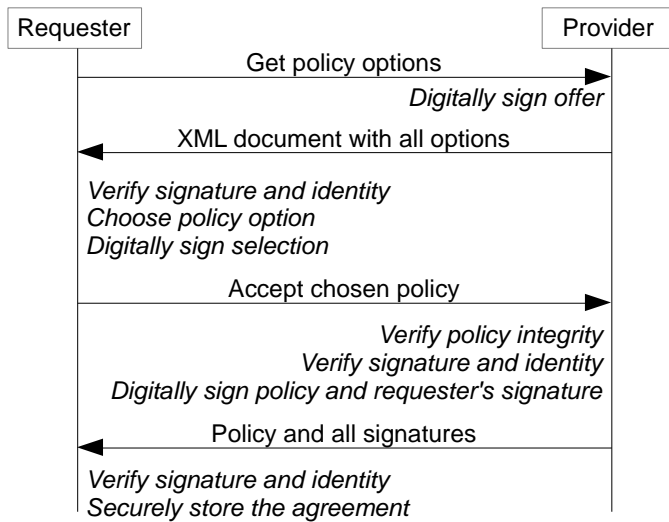 Requester
Provider
Get policy options
Digitally sign offer
XML document with all options
Verify signature and identity
Choose policy option
Digitally sign selection
Accept chosen policy
Verify policy integrity
Verify signature and identity
Digitally sign policy and requester's signature
Policy and all signatures
Verify signature and identity
Securely store the agreement